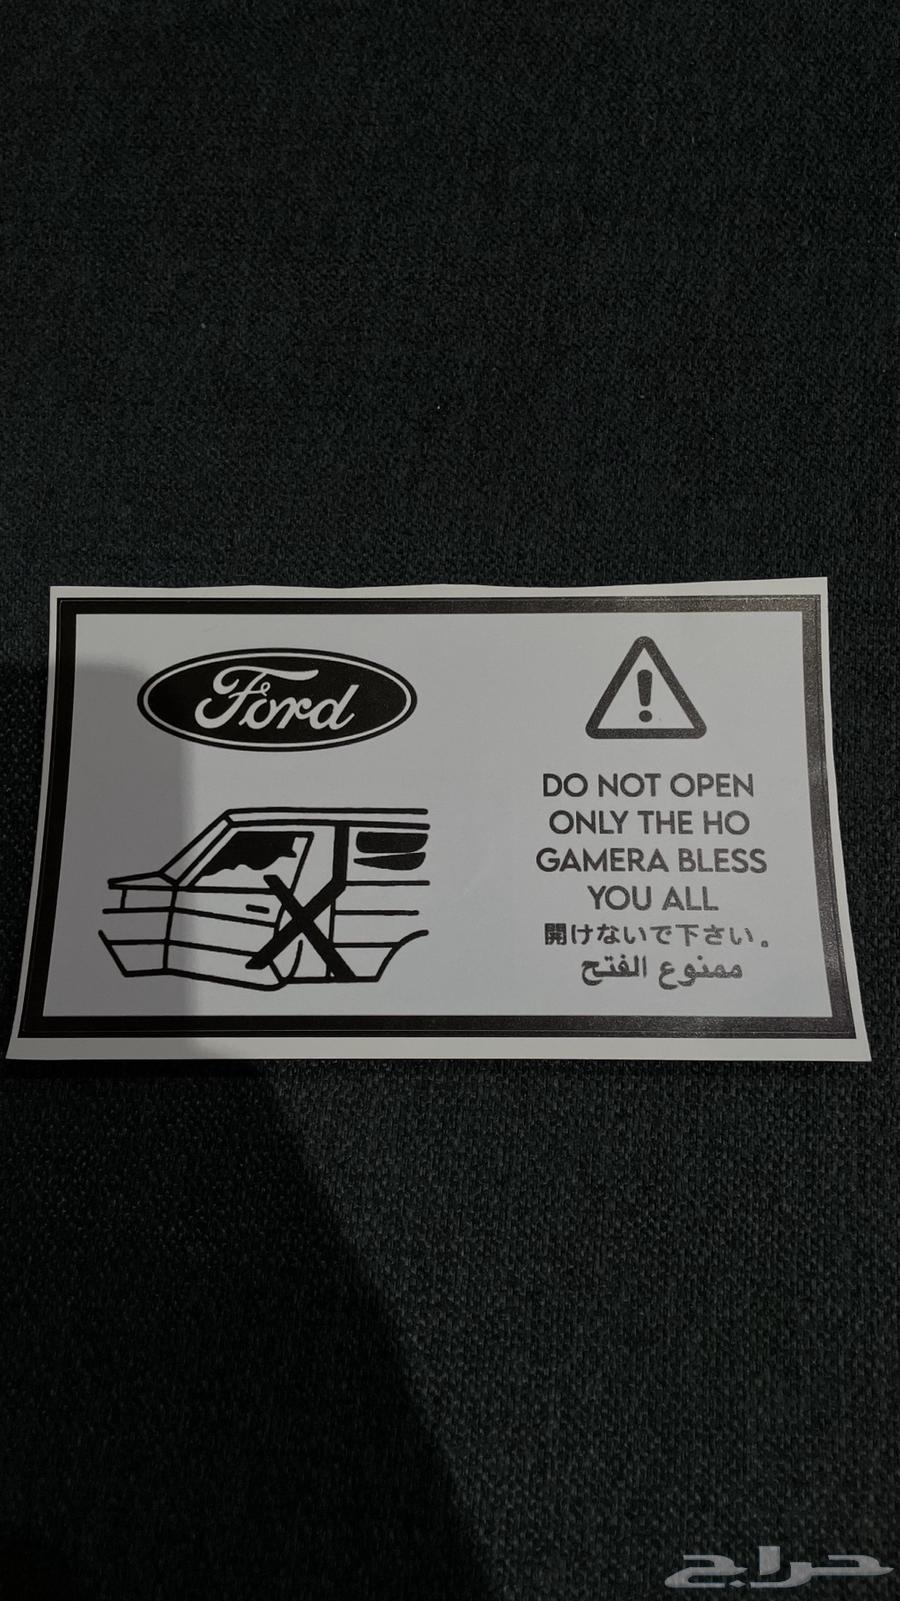 Ford
DO NOT OPEN
ONLY THE HO
GAMERA BLESS
YOU ALL
開けないで下さい。
ممنوع الفتح
حراج